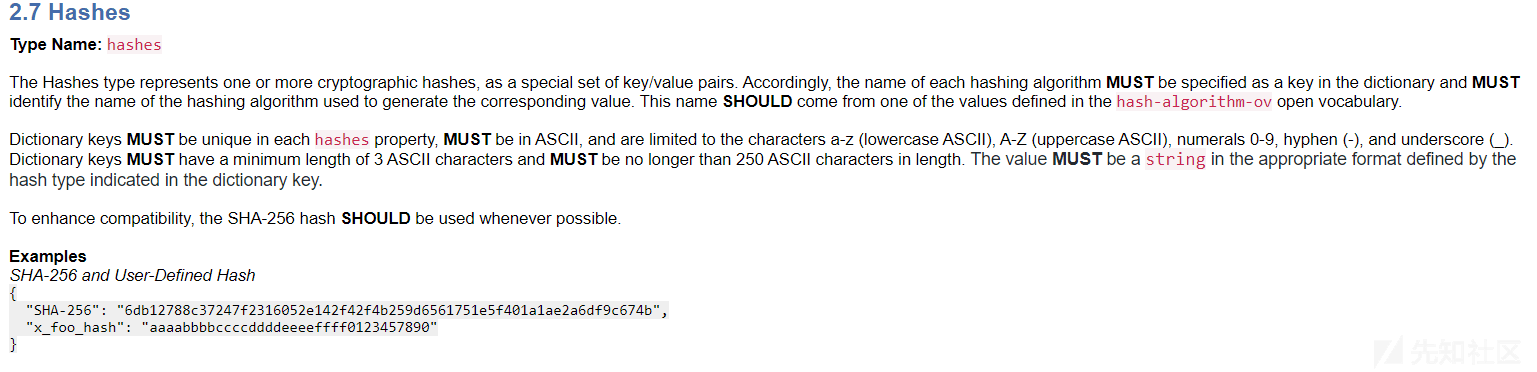 2.7 Hashes
Type Name: hashes
The Hashes type represents one or more cryptographic hashes, as a special set of key/value pairs. Accordingly, the name of each hashing algorithm MUST be specified as a key in the dictionary and MUST
identify the name of the hashing algorithm used to generate the corresponding value. This name SHOULD come from one of the values defined in the hash-algorithm-ov open vocabulary.
Dictionary keys MUST be unique in each hashes property, MUST be in ASCII, and are limited to the characters a-z (lowercase ASCII), A-Z (uppercase ASCII), numerals 0-9, hyphen (-), and underscore (_).
Dictionary keys MUST have a minimum length of 3 ASCII characters and MUST be no longer than 250 ASCII characters in length. The value MUST be a string in the appropriate format defined by the
hash type indicated in the dictionary key.
To enhance compatibility, the SHA-256 hash SHOULD be used whenever possible.
Examples
SHA-256 and User-Defined Hash
{
"SHA-256": "6db12788c37247f2316052e142f42f4b259d6561751e5f401a1ae2a6df9c674b",
"x_foo_hash": "aaaabbbbccccddddeeeeffff0123457890"
}
先知社区